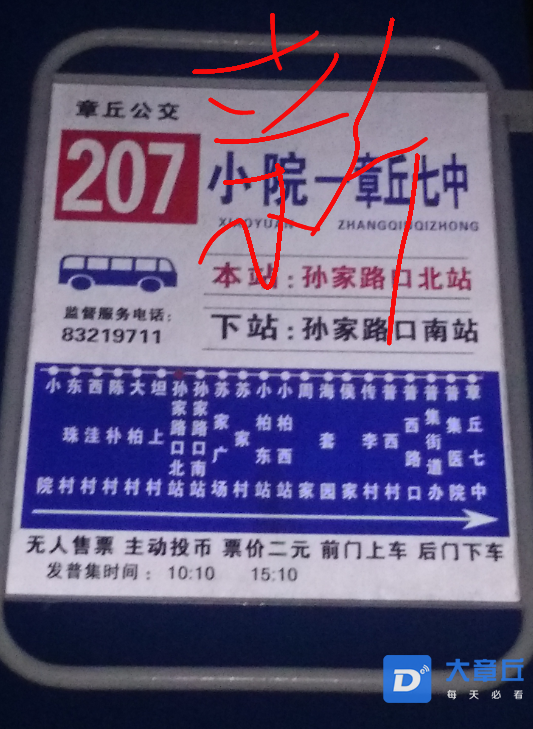 新
章丘公交
207
小院一章丘七中
XIAOYUAN ZHANGQIUQIZHONG
本站:孙家路口北站
监督服务电话:
83219711
下站:孙家路口南站
小院
东珠村
西洼村
陈朴村
大柏村
坦上村
孙家路口北站
孙家路口南站
苏家广场
苏家村
小柏东站
小柏西站
周家
海套园
侯家
传李村
普西村
普西路口
普集街道办
普集医院
章丘七中
无人售票 主动投币 票价二元 前门上车 后门下车
发普集时间: 10:10 15:10
D 大章丘
每天必看